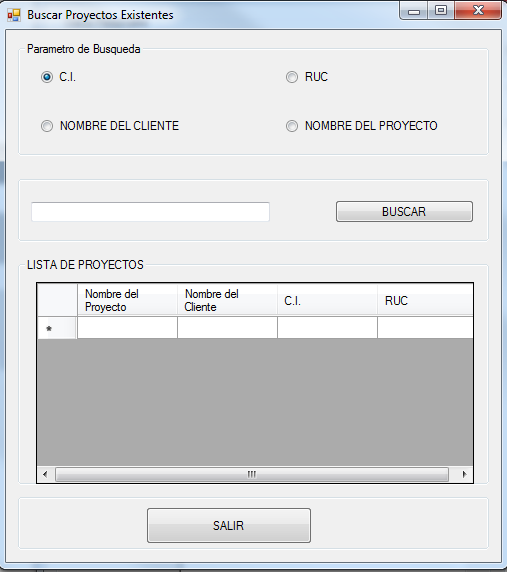 Buscar Proyectos Existentes
Parametro de Busqueda
C.I.
RUC
NOMBRE DEL CLIENTE
NOMBRE DEL PROYECTO
BUSCAR
LISTA DE PROYECTOS
Nombre del
Proyecto
Nombre del
Cliente
C.I.
RUC
*
SALIR